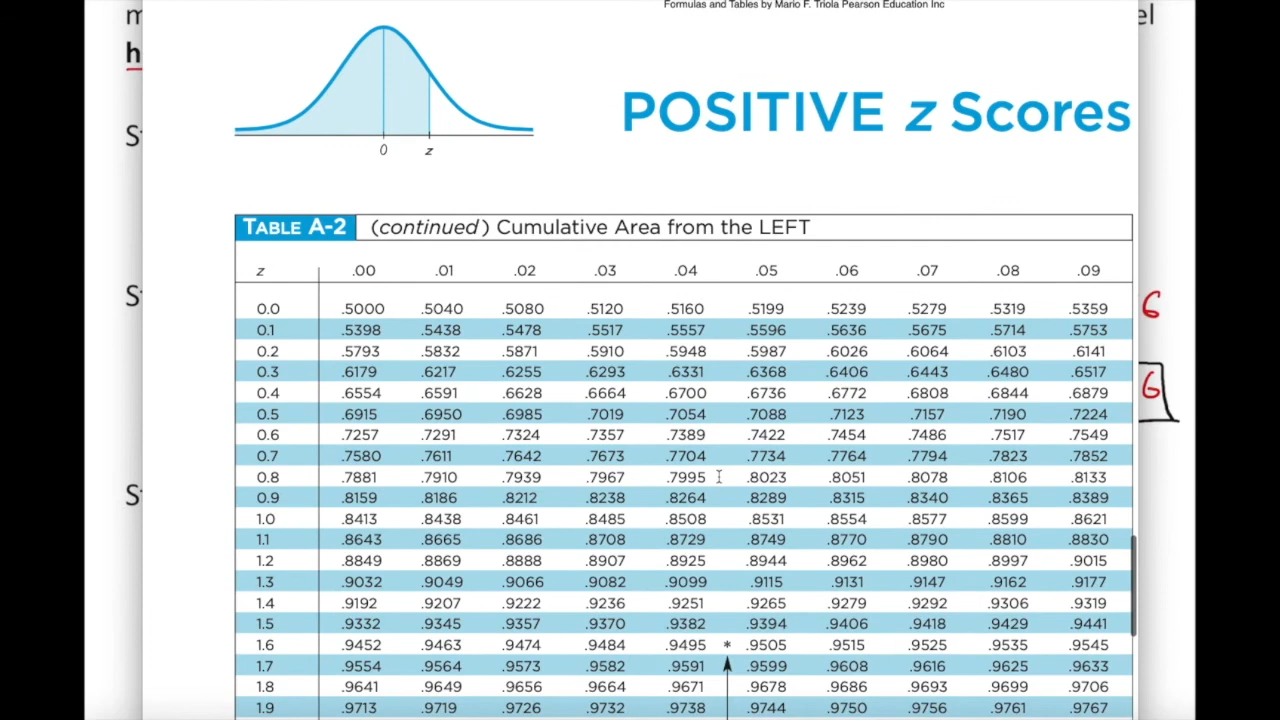 Formulas and Tables by Mario F. Triola Pearson Education Inc
m
el
h
POSITIVE z Scores
0 z
TABLE A-2 (continued) Cumulative Area from the LEFT
z .00 .01 .02 .03 .04 .05 .06 .07 .08 .09
0.0 .5000 .5040 .5080 .5120 .5160 .5199 .5239 .5279 .5319 .5359
0.1 .5398 .5438 .5478 .5517 .5557 .5596 .5636 .5675 .5714 .5753
0.2 .5793 .5832 .5871 .5910 .5948 .5987 .6026 .6064 .6103 .6141
0.3 .6179 .6217 .6255 .6293 .6331 .6368 .6406 .6443 .6480 .6517
0.4 .6554 .6591 .6628 .6664 .6700 .6736 .6772 .6808 .6844 .6879
0.5 .6915 .6950 .6985 .7019 .7054 .7088 .7123 .7157 .7190 .7224
0.6 .7257 .7291 .7324 .7357 .7389 .7422 .7454 .7486 .7517 .7549
0.7 .7580 .7611 .7642 .7673 .7704 .7734 .7764 .7794 .7823 .7852
0.8 .7881 .7910 .7939 .7967 .7995 .8023 .8051 .8078 .8106 .8133
0.9 .8159 .8186 .8212 .8238 .8264 .8289 .8315 .8340 .8365 .8389
1.0 .8413 .8438 .8461 .8485 .8508 .8531 .8554 .8577 .8599 .8621
1.1 .8643 .8665 .8686 .8708 .8729 .8749 .8770 .8790 .8810 .8830
1.2 .8849 .8869 .8888 .8907 .8925 .8944 .8962 .8980 .8997 .9015
1.3 .9032 .9049 .9066 .9082 .9099 .9115 .9131 .9147 .9162 .9177
1.4 .9192 .9207 .9222 .9236 .9251 .9265 .9279 .9292 .9306 .9319
1.5 .9332 .9345 .9357 .9370 .9382 .9394 .9406 .9418 .9429 .9441
1.6 .9452 .9463 .9474 .9484 .9495 * .9505 .9515 .9525 .9535 .9545
1.7 .9554 .9564 .9573 .9582 .9591 .9599 .9608 .9616 .9625 .9633
1.8 .9641 .9649 .9656 .9664 .9671 .9678 .9686 .9693 .9699 .9706
1.9 .9713 .9719 .9726 .9732 .9738 .9744 .9750 .9756 .9761 .9767
6
6